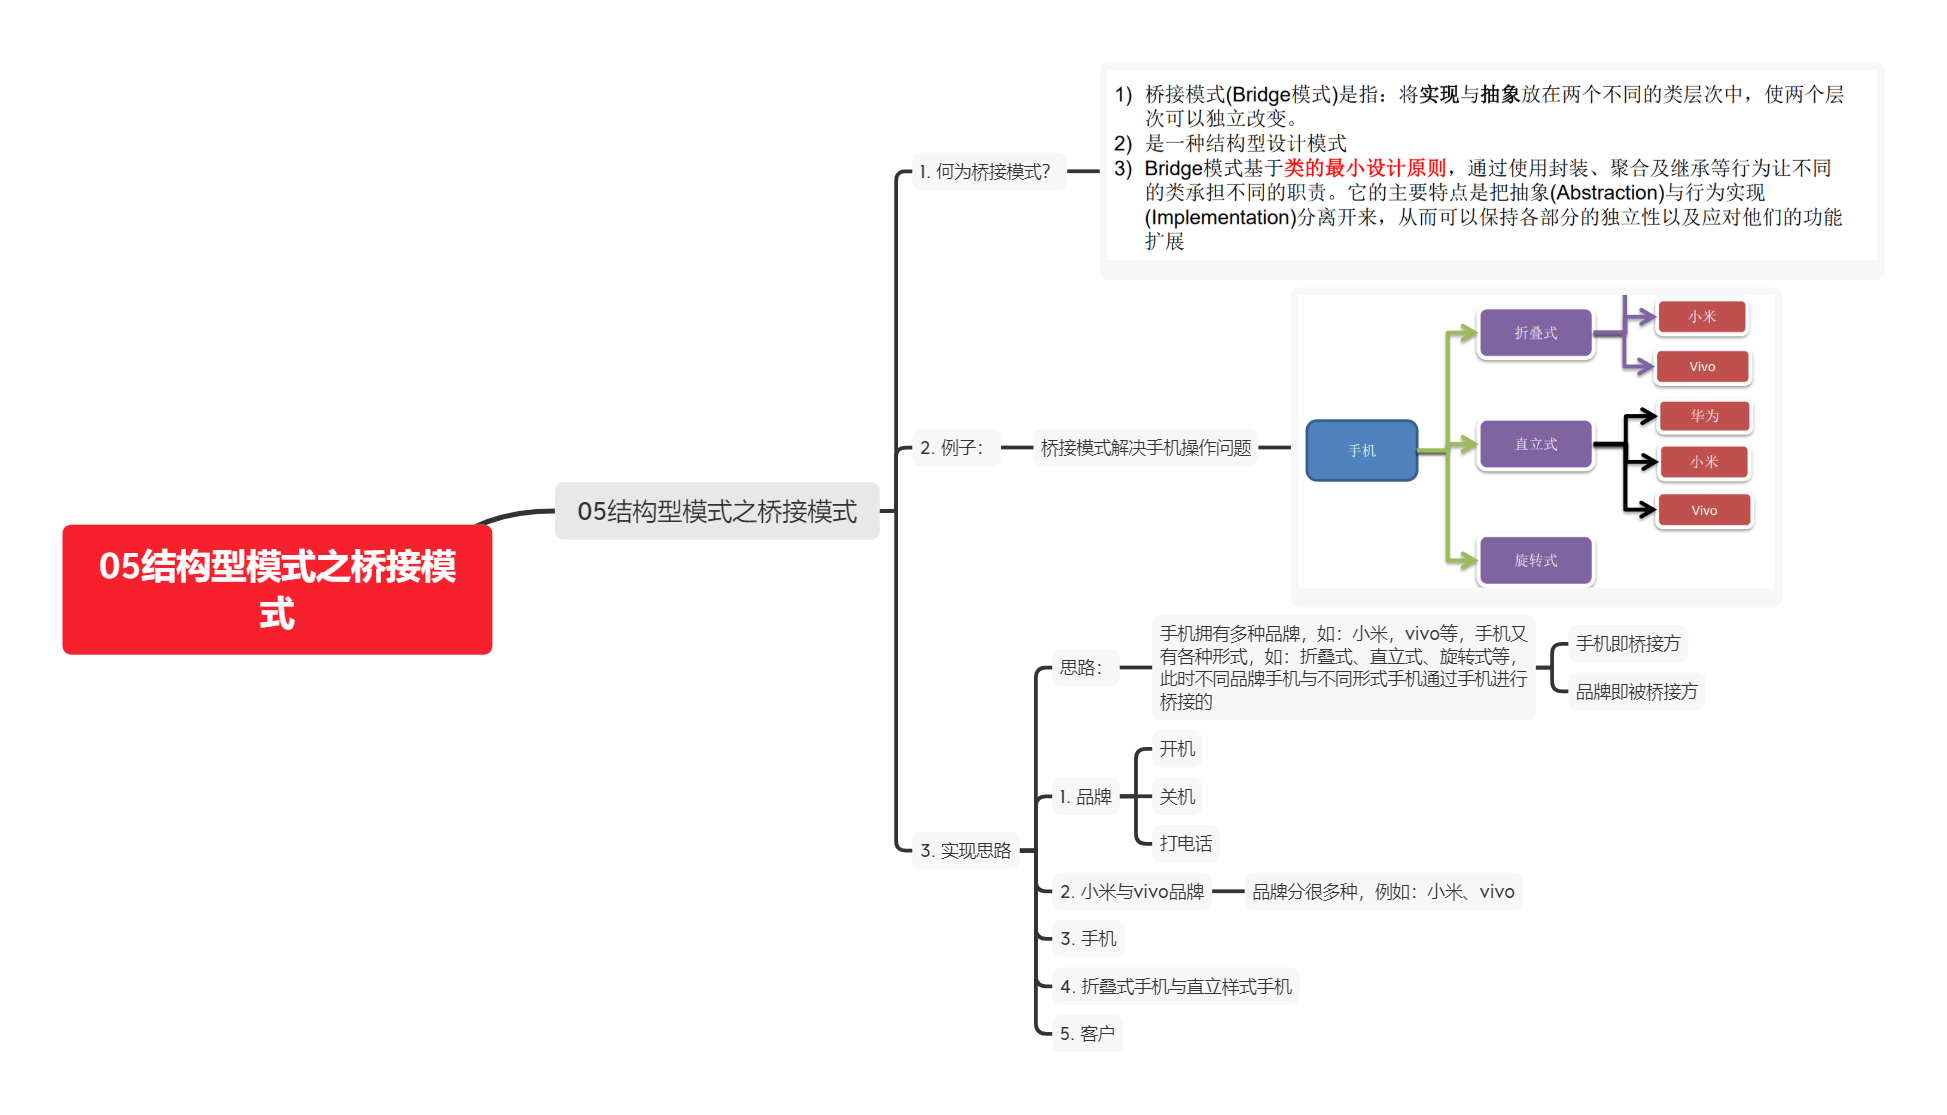 05结构型模式之桥接模
式
05结构型模式之桥接模式
1. 何为桥接模式？
1) 桥接模式(Bridge模式)是指：将实现与抽象放在两个不同的类层次中，使两个层
次可以独立改变。
2) 是一种结构型设计模式
3) Bridge模式基于类的最小设计原则，通过使用封装、聚合及继承等行为让不同
的类承担不同的职责。它的主要特点是把抽象(Abstraction)与行为实现
(Implementation)分离开来，从而可以保持各部分的独立性以及应对他们的功能
扩展
2. 例子：
桥接模式解决手机操作问题
手机
折叠式
小米
Vivo
直立式
华为
小米
Vivo
旋转式
3. 实现思路
思路：
手机拥有多种品牌，如：小米，vivo等，手机又
有各种形式，如：折叠式、直立式、旋转式等，
此时不同品牌手机与不同形式手机通过手机进行
桥接的
手机即桥接方
品牌即被桥接方
1. 品牌
开机
关机
打电话
2. 小米与vivo品牌
品牌分很多种，例如：小米、vivo
3. 手机
4. 折叠式手机与直立样式手机
5. 客户